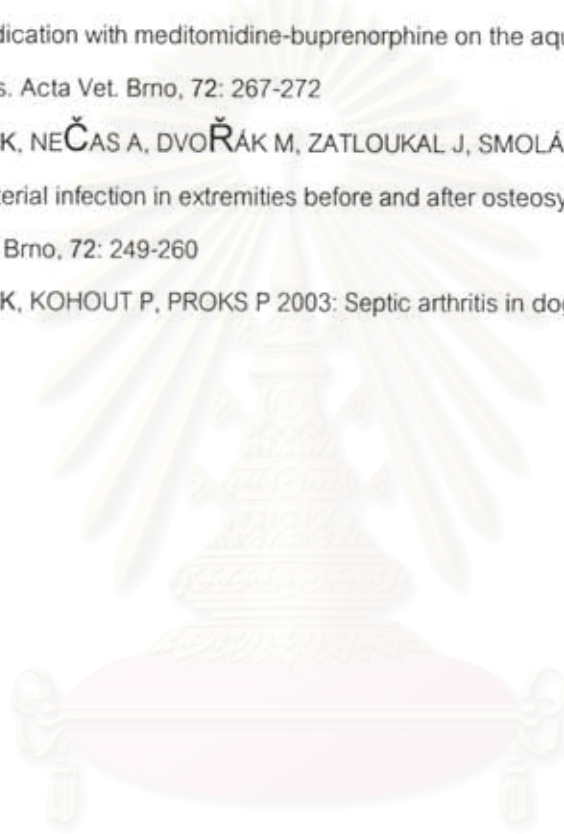 dication with meditomidine-buprenorphine on the aqu
s. Acta Vet. Brno, 72: 267-272
K, NEČAS A, DVOŘÁK M, ZATLOUKAL J, SMOLÁ
terial infection in extremities before and after osteosy
Brno, 72: 249-260
K, KOHOUT P, PROKS P 2003: Septic arthritis in dog